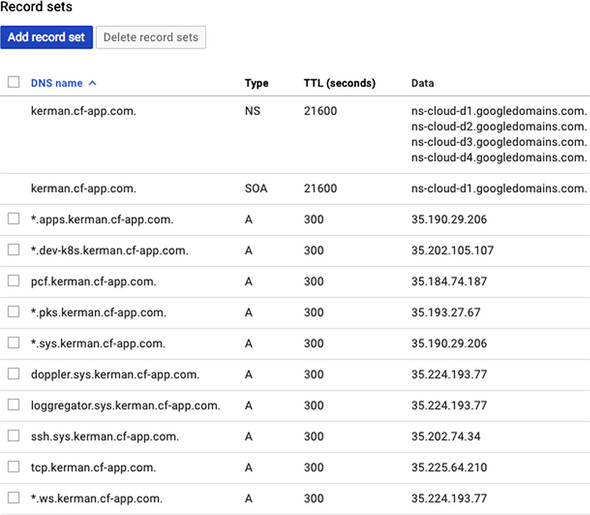 Record sets
Add record set Delete record sets
DNS name Type TTL (seconds) Data
kerman.cf-app.com. NS 21600 ns-cloud-d1.googledomains.com.
ns-cloud-d2.googledomains.com.
ns-cloud-d3.googledomains.com.
ns-cloud-d4.googledomains.com.
kerman.cf-app.com. SOA 21600 ns-cloud-d1.googledomains.com.
*.apps.kerman.cf-app.com. A 300 35.190.29.206
*.dev-k8s.kerman.cf-app.com. A 300 35.202.105.107
pcf.kerman.cf-app.com. A 300 35.184.74.187
*.pks.kerman.cf-app.com. A 300 35.193.27.67
*.sys.kerman.cf-app.com. A 300 35.190.29.206
doppler.sys.kerman.cf-app.com. A 300 35.224.193.77
loggregator.sys.kerman.cf-app.com. A 300 35.224.193.77
ssh.sys.kerman.cf-app.com. A 300 35.202.74.34
tcp.kerman.cf-app.com. A 300 35.225.64.210
*.ws.kerman.cf-app.com. A 300 35.224.193.77